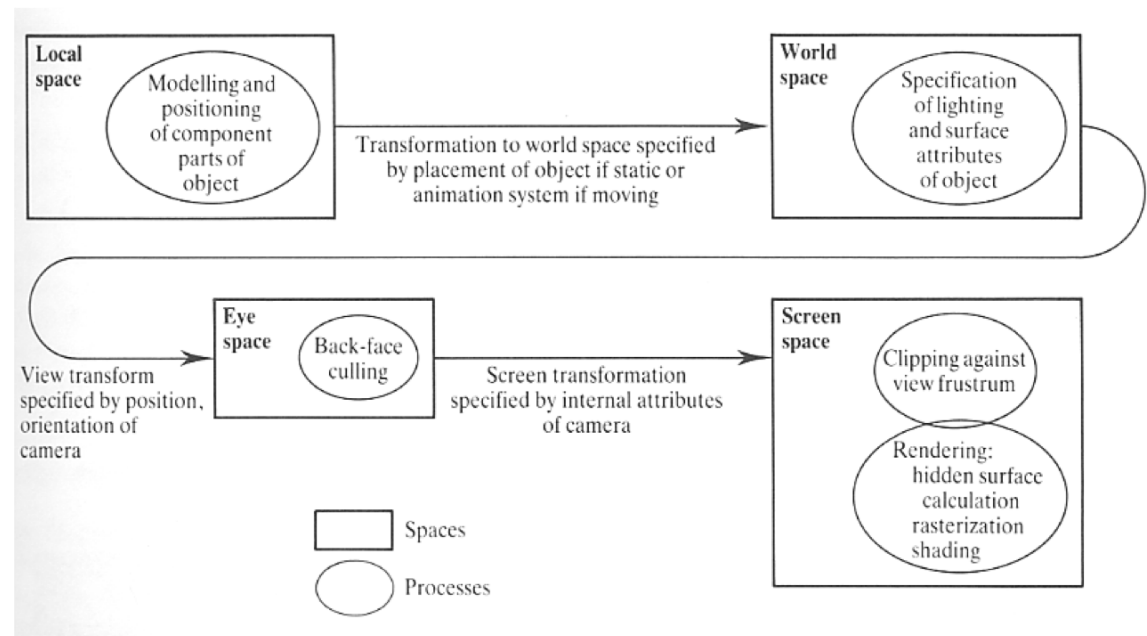 Local
space
Modelling and
positioning
of component
parts of
object
Transformation to world space specified
by placement of object if static or
animation system if moving
World
space
Specification
of lighting
and surface
attributes
of object
View transform
specified by position,
orientation of
camera
Eye
space
Back-face
culling
Screen transformation
specified by internal attributes
of camera
Screen
space
Clipping against
view frustrum
Rendering:
hidden surface
calculation
rasterization
shading
Spaces
Processes